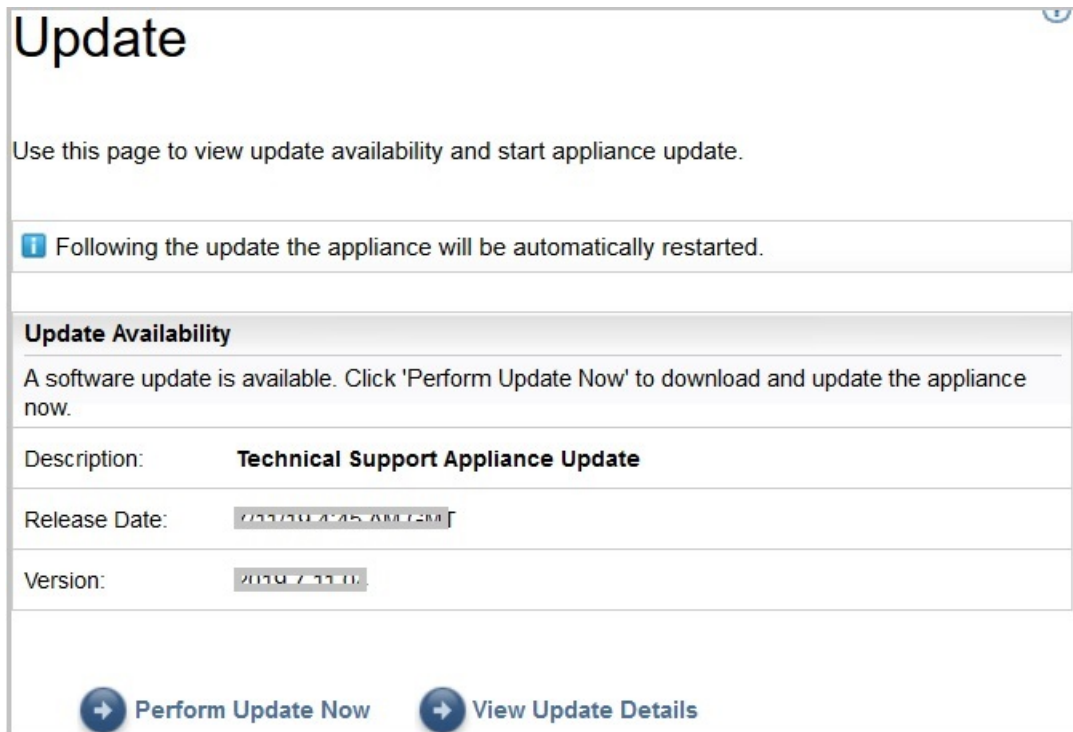 Update
Use this page to view update availability and start appliance update.
Following the update the appliance will be automatically restarted.
Update Availability
A software update is available. Click 'Perform Update Now' to download and update the appliance
now.
Description: Technical Support Appliance Update
Release Date:
Version:
Perform Update Now View Update Details